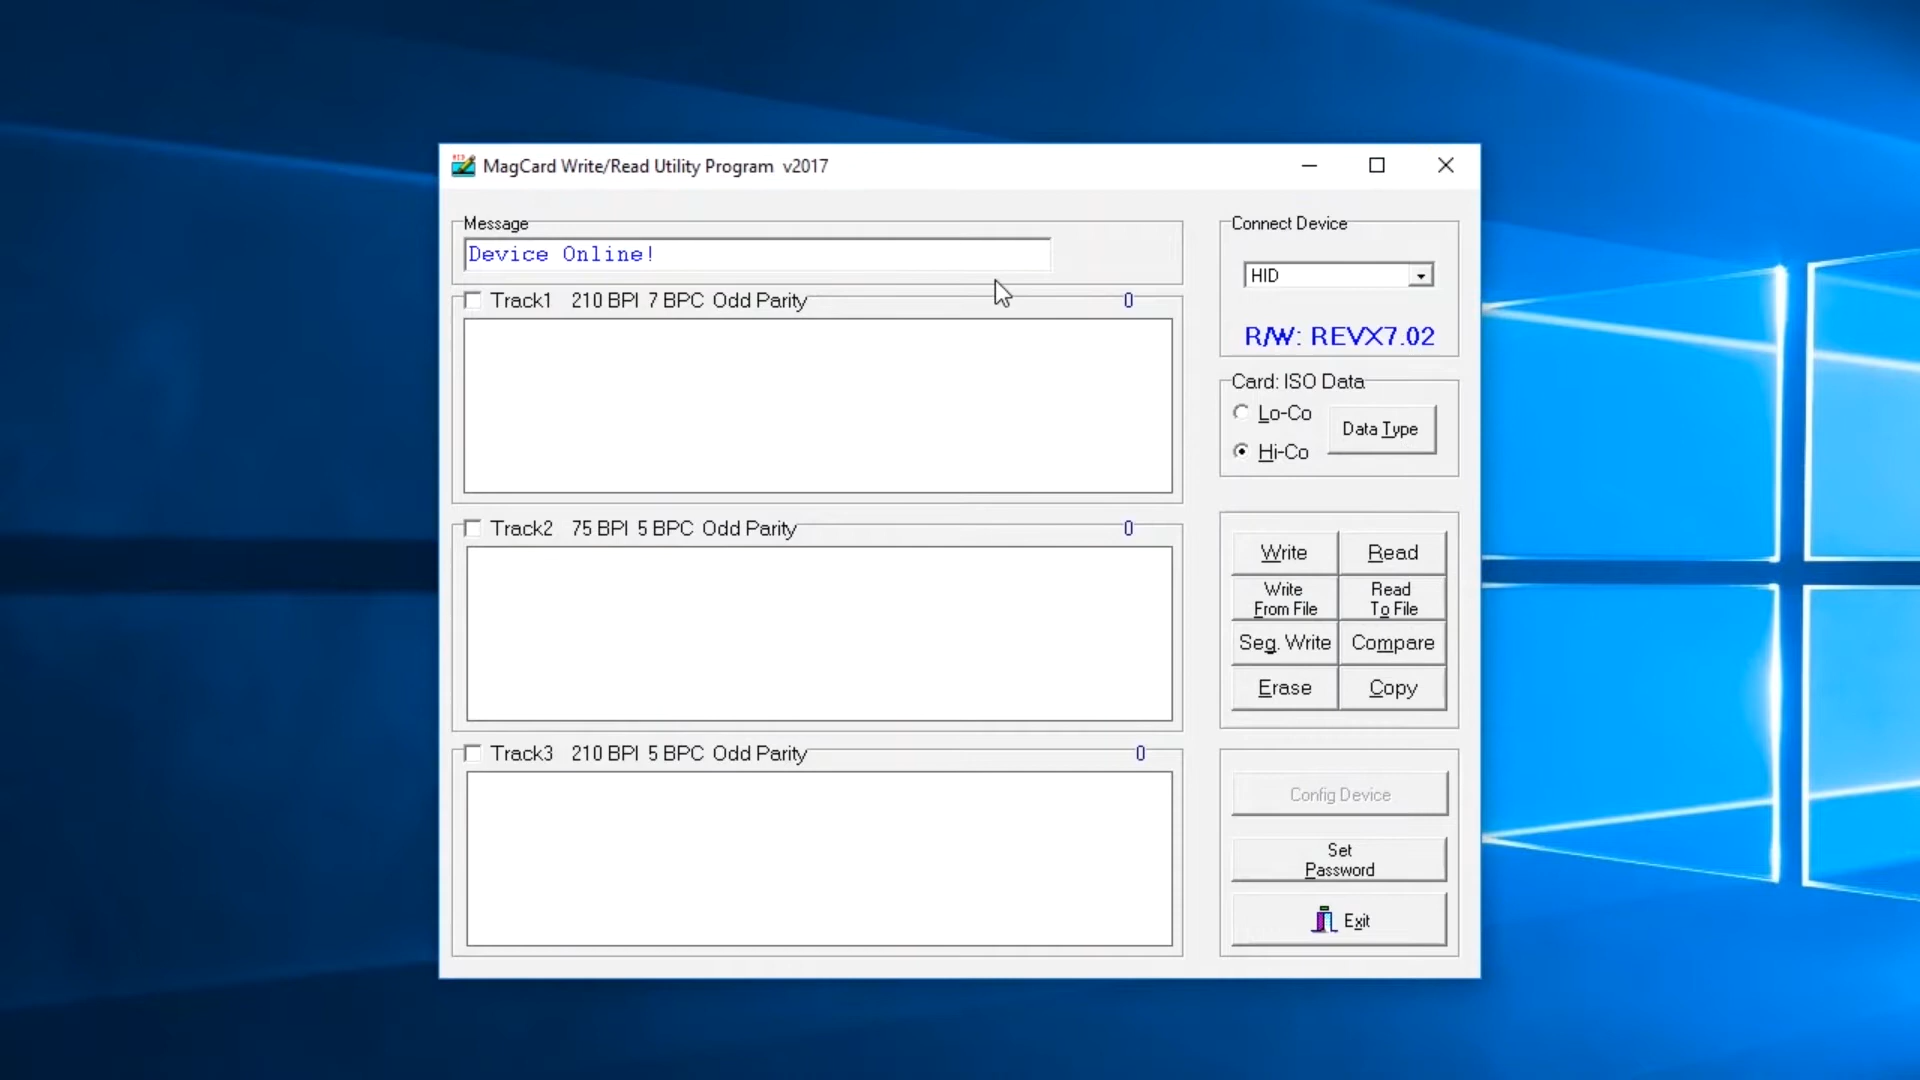 MagCard Write/Read Utility Program v2017
Message
Device Online!
Track1 210 BPI 7 BPC Odd Parity 0
Track2 75 BPI 5 BPC Odd Parity 0
Track3 210 BPI 5 BPC Odd Parity 0
Connect Device
HID
R/W: REVX7.02
Card: ISO Data
Lo-Co
Hi-Co
Data Type
Write
Read
Write
From File
Read
To File
Seg. Write
Compare
Erase
Copy
Config Device
Set
Password
Exit